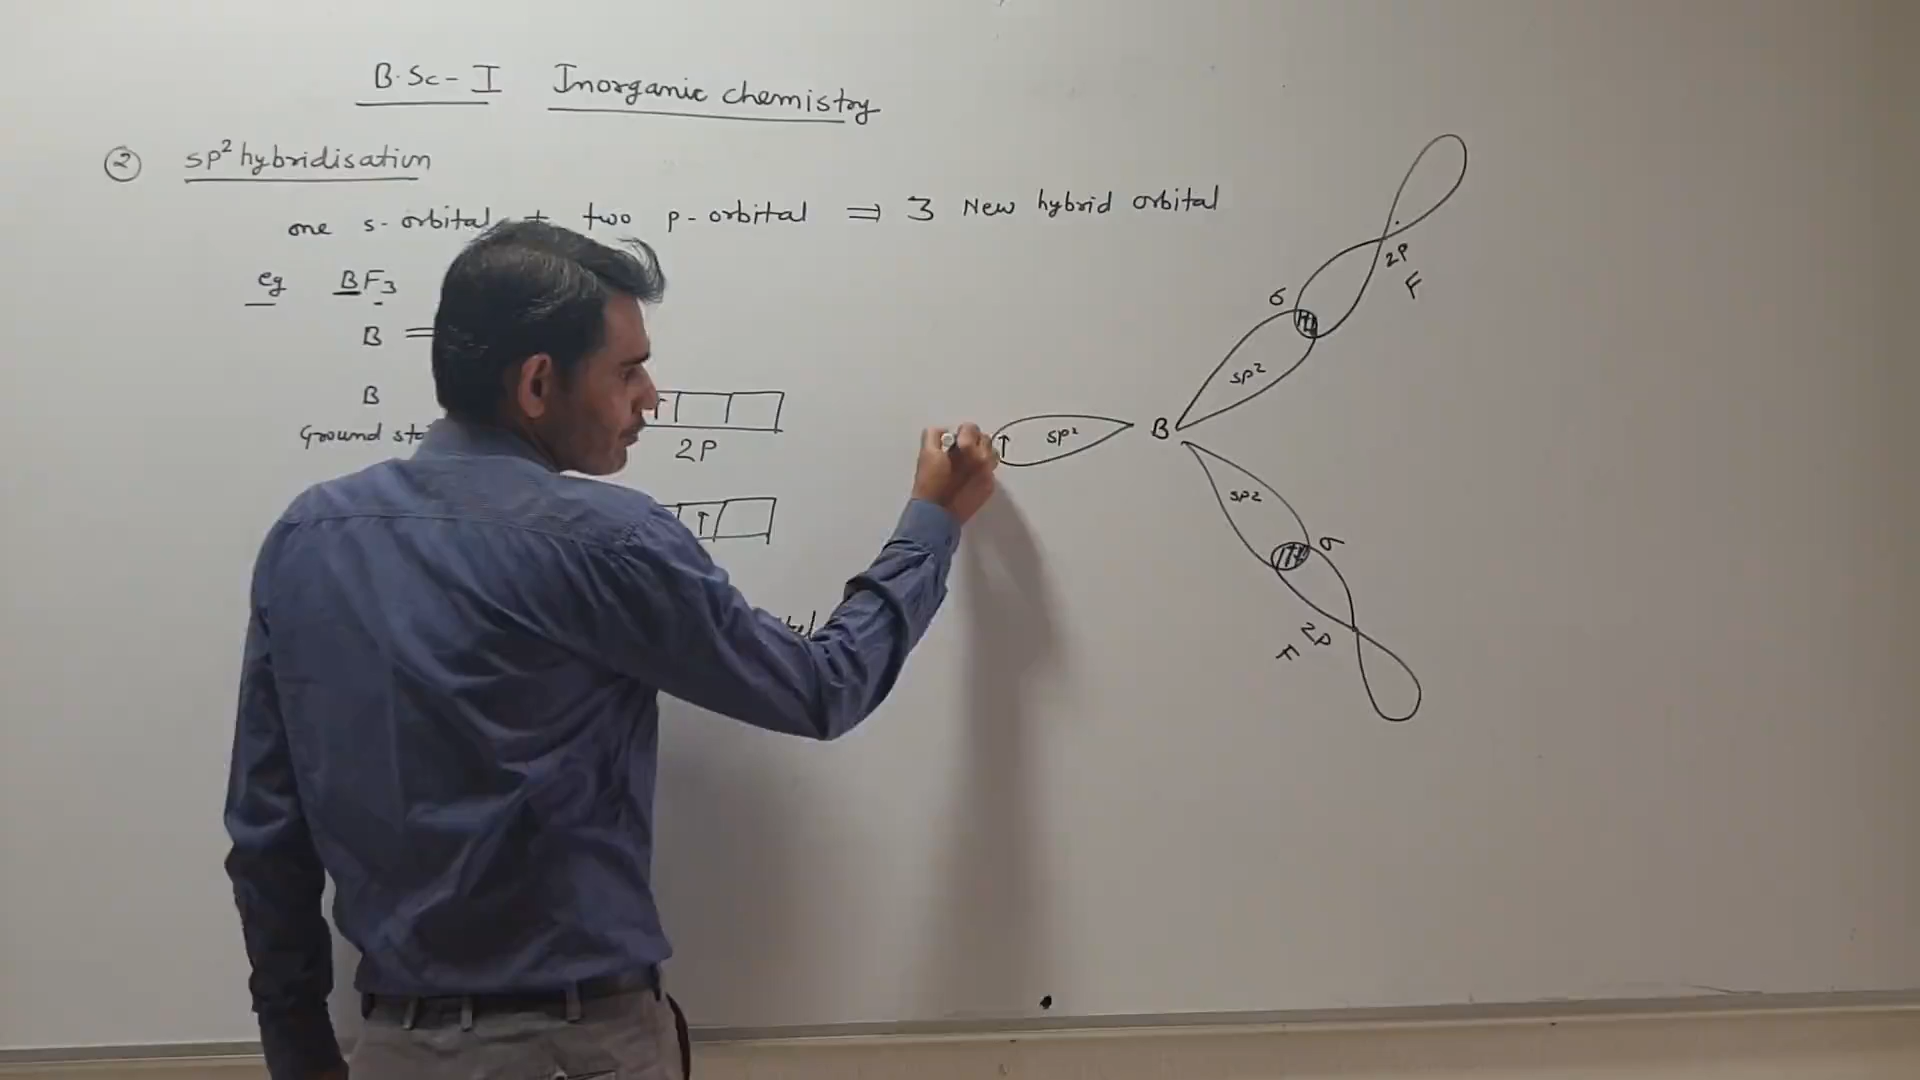 B.Sc-I Inorganic chemistry
② sp² hybridisation
one s-orbital + two p-orbital ⇒ 3 New hybrid orbital
eg BF₃
B =
B
Ground
2P
↑
sp²
↑
B
sp²
σ
2P
F
sp²
σ
2P
F